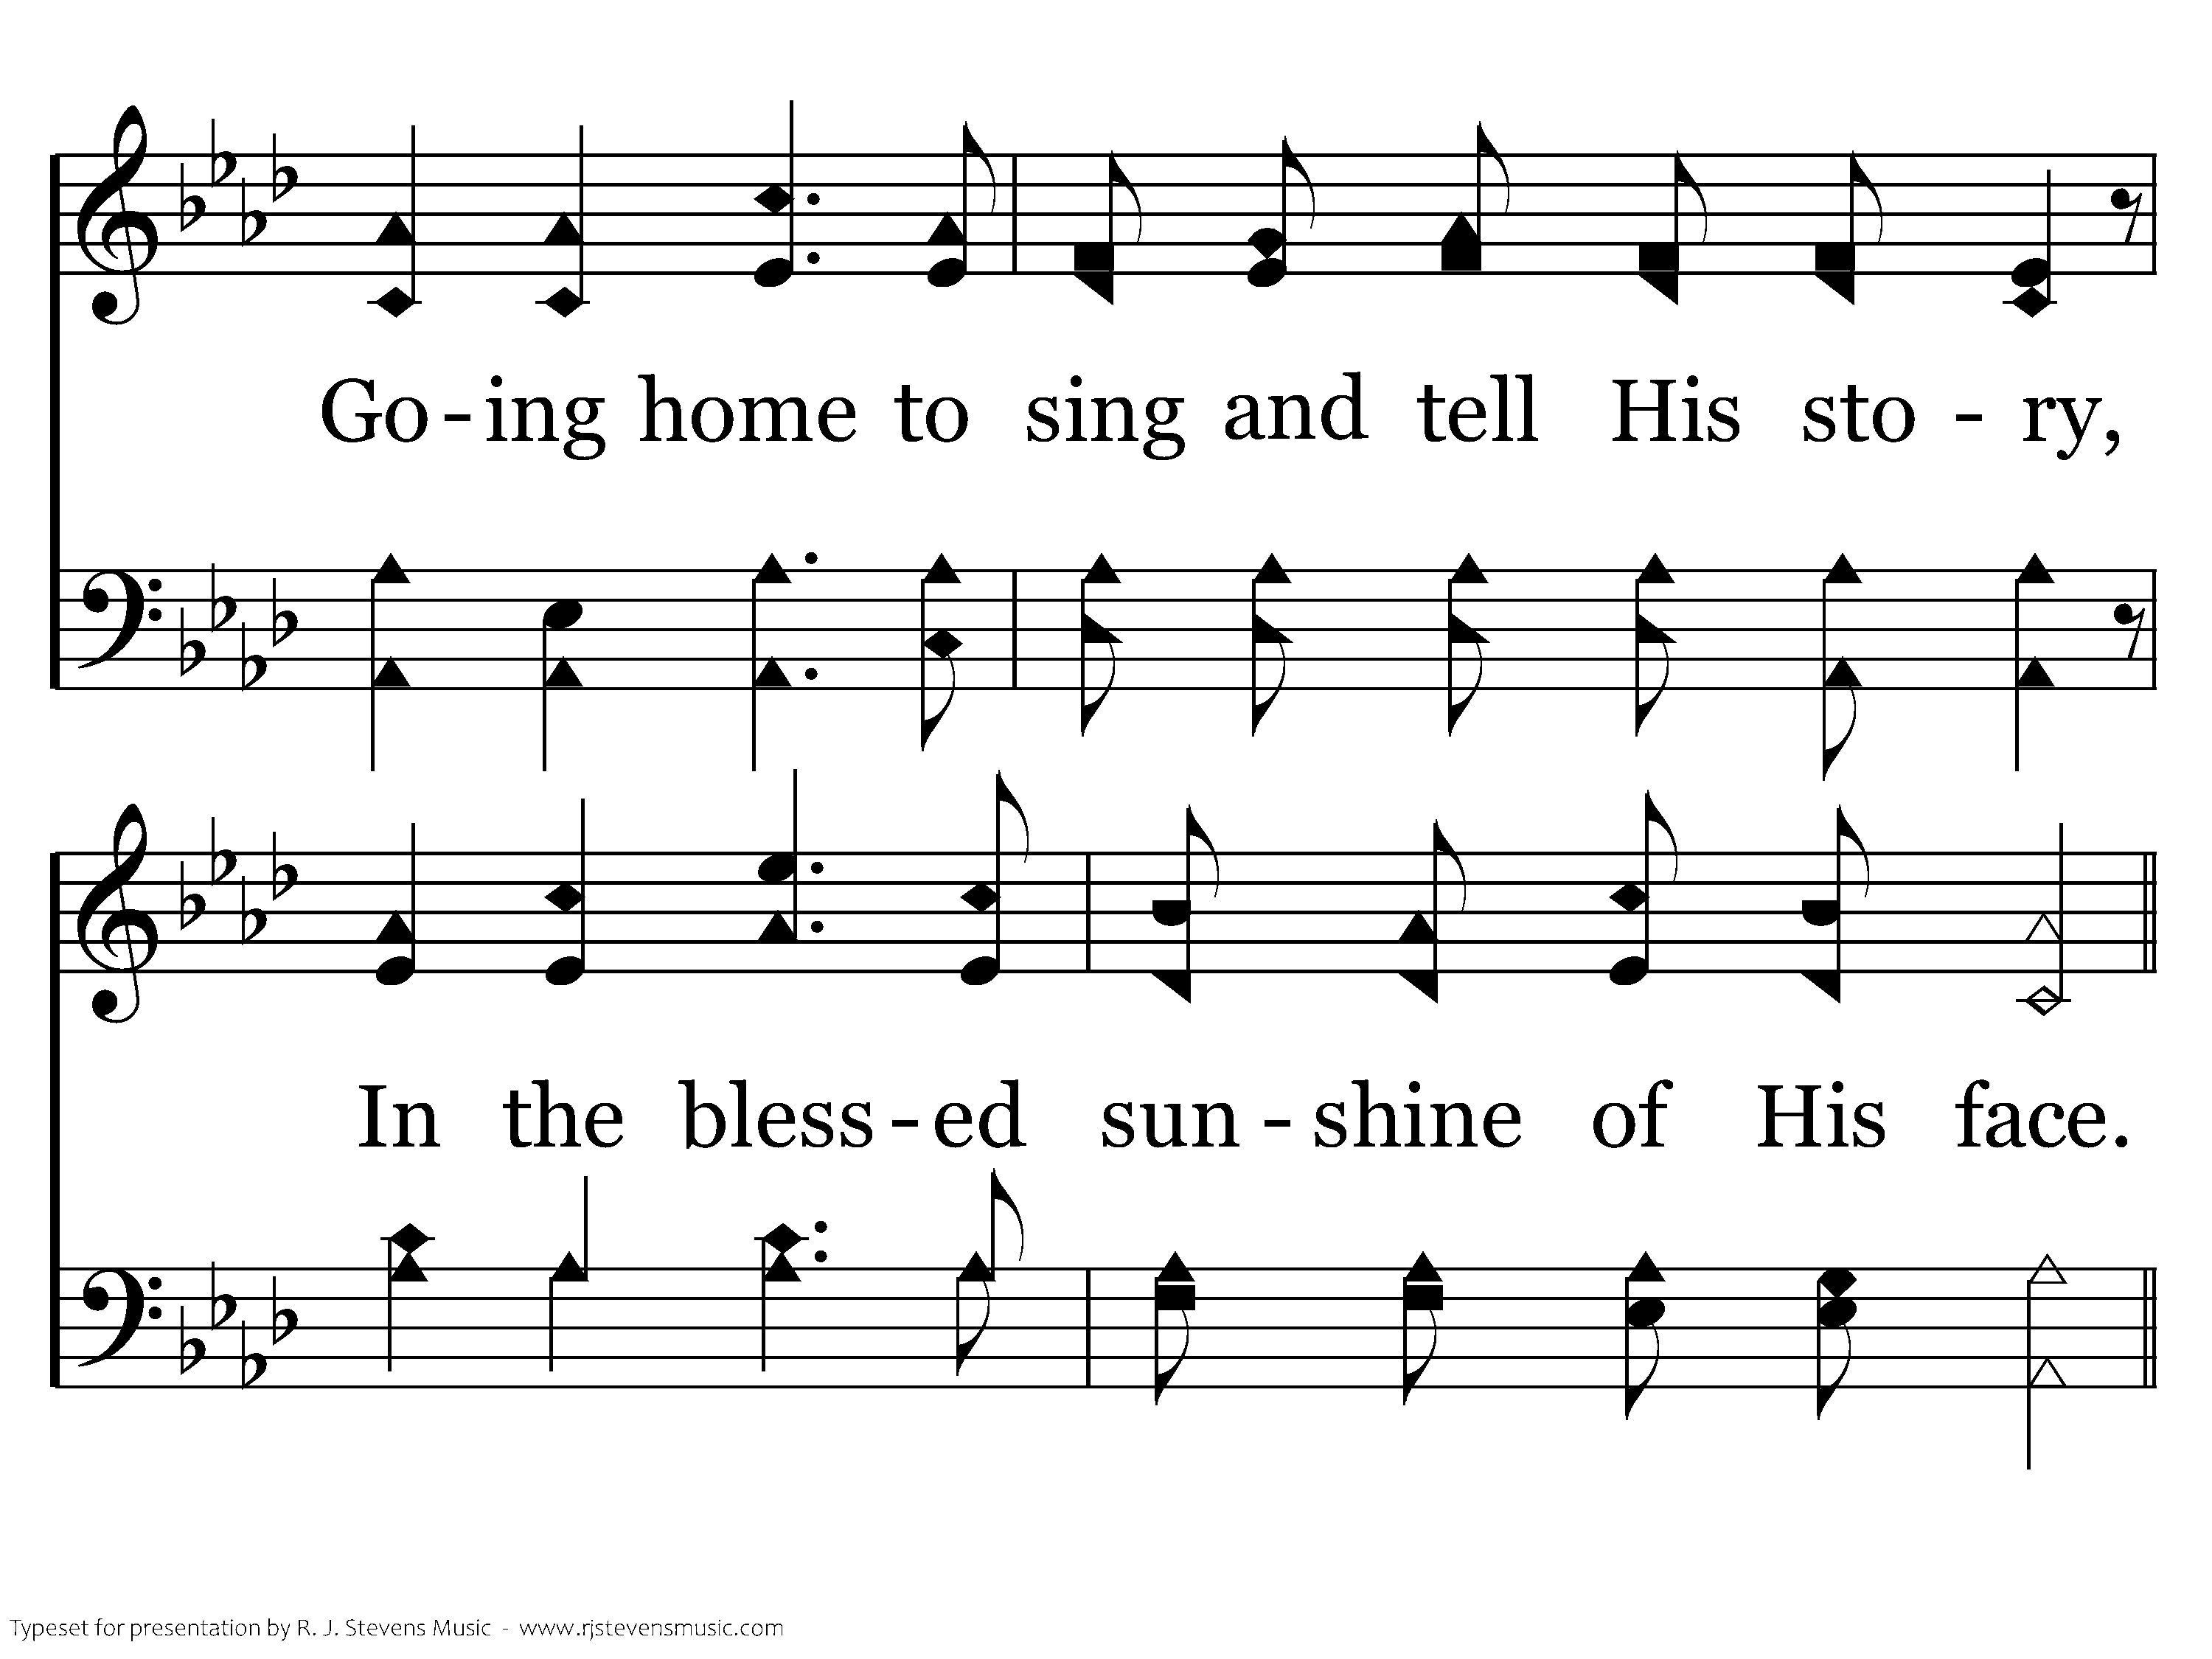 Go - ing home to sing and tell His sto - ry,
In the bless - ed sun - shine of His face.
Typeset for presentation by R. J. Stevens Music - www.rjstevensmusic.com